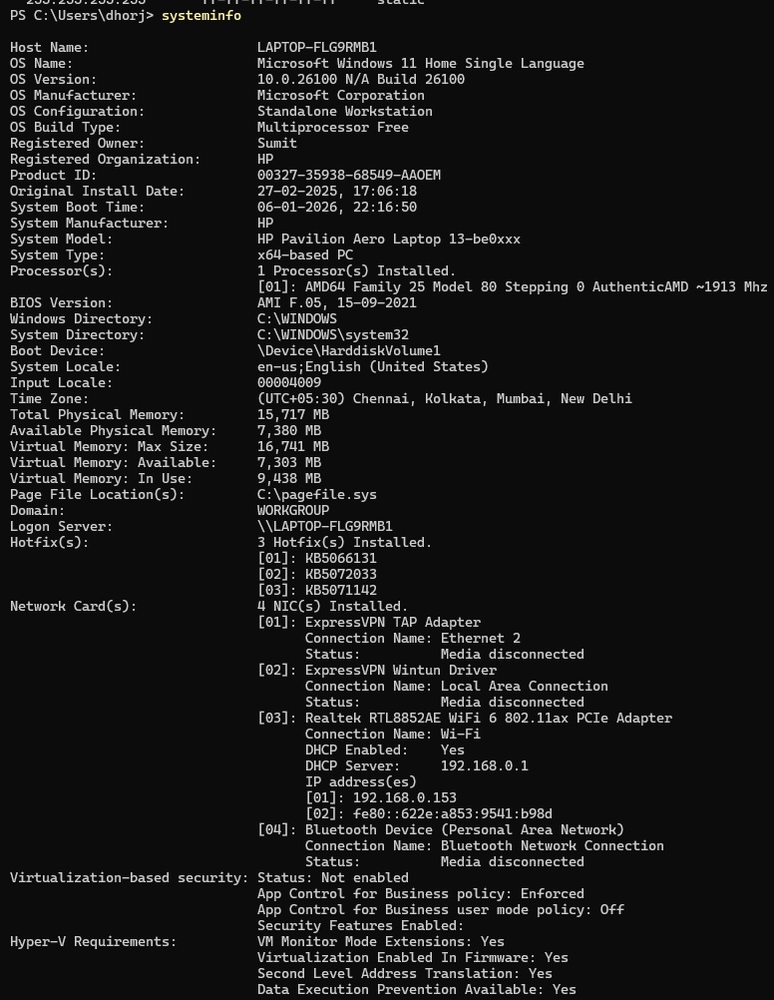 255.255.255.255 ff-ff-ff-ff-ff-ff static
PS C:\Users\dhorj> systeminfo
Host Name: LAPTOP-FLG9RMB1
OS Name: Microsoft Windows 11 Home Single Language
OS Version: 10.0.26100 N/A Build 26100
OS Manufacturer: Microsoft Corporation
OS Configuration: Standalone Workstation
OS Build Type: Multiprocessor Free
Registered Owner: Sumit
Registered Organization: HP
Product ID: 00327-35938-68549-AAOEM
Original Install Date: 27-02-2025, 17:06:18
System Boot Time: 06-01-2026, 22:16:50
System Manufacturer: HP
System Model: HP Pavilion Aero Laptop 13-be0xxx
System Type: x64-based PC
Processor(s): 1 Processor(s) Installed.
[01]: AMD64 Family 25 Model 80 Stepping 0 AuthenticAMD ~1913 Mhz
BIOS Version: AMI F.05, 15-09-2021
Windows Directory: C:\WINDOWS
System Directory: C:\WINDOWS\system32
Boot Device: \Device\HarddiskVolume1
System Locale: en-us;English (United States)
Input Locale: 00004009
Time Zone: (UTC+05:30) Chennai, Kolkata, Mumbai, New Delhi
Total Physical Memory: 15,717 MB
Available Physical Memory: 7,380 MB
Virtual Memory: Max Size: 16,741 MB
Virtual Memory: Available: 7,303 MB
Virtual Memory: In Use: 9,438 MB
Page File Location(s): C:\pagefile.sys
Domain: WORKGROUP
Logon Server: \\LAPTOP-FLG9RMB1
Hotfix(s): 3 Hotfix(s) Installed.
[01]: KB5066131
[02]: KB5072033
[03]: KB5071142
Network Card(s): 4 NIC(s) Installed.
[01]: ExpressVPN TAP Adapter
Connection Name: Ethernet 2
Status: Media disconnected
[02]: ExpressVPN Wintun Driver
Connection Name: Local Area Connection
Status: Media disconnected
[03]: Realtek RTL8852AE WiFi 6 802.11ax PCIe Adapter
Connection Name: Wi-Fi
DHCP Enabled: Yes
DHCP Server: 192.168.0.1
IP address(es)
[01]: 192.168.0.153
[02]: fe80::622e:a853:9541:b98d
[04]: Bluetooth Device (Personal Area Network)
Connection Name: Bluetooth Network Connection
Status: Media disconnected
Virtualization-based security: Status: Not enabled
App Control for Business policy: Enforced
App Control for Business user mode policy: Off
Security Features Enabled:
Hyper-V Requirements: VM Monitor Mode Extensions: Yes
Virtualization Enabled In Firmware: Yes
Second Level Address Translation: Yes
Data Execution Prevention Available: Yes